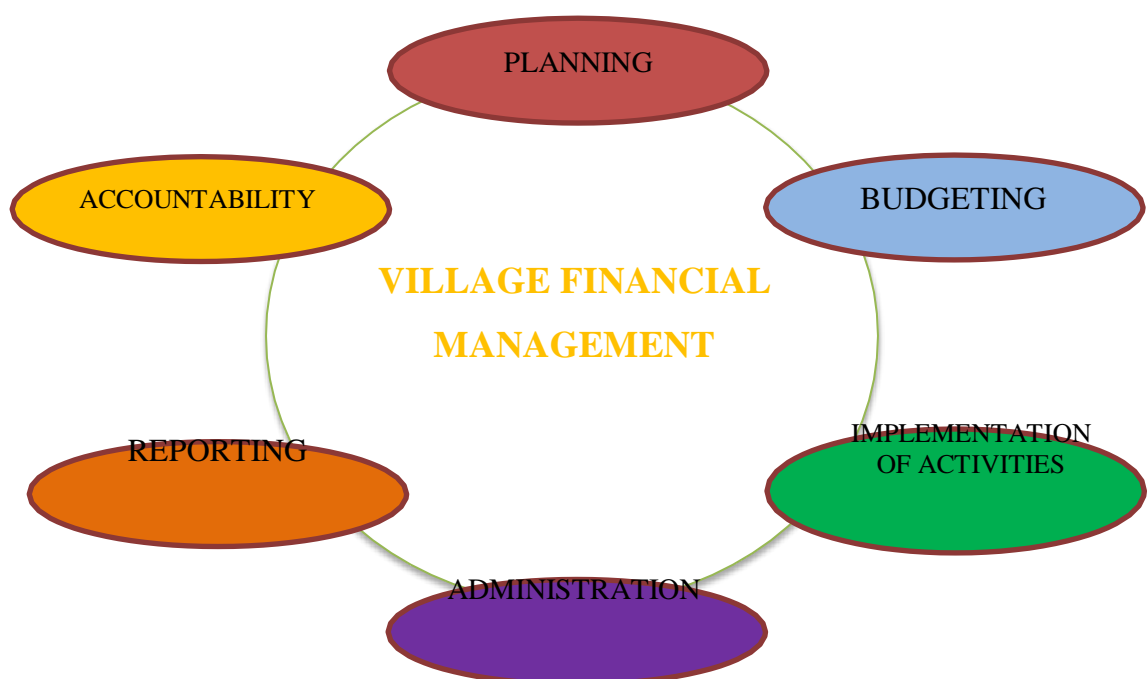 PLANNING
ACCOUNTABILITY
BUDGETING
VILLAGE FINANCIAL
MANAGEMENT
REPORTING
IMPLEMENTATION
OF ACTIVITIES
ADMINISTRATION